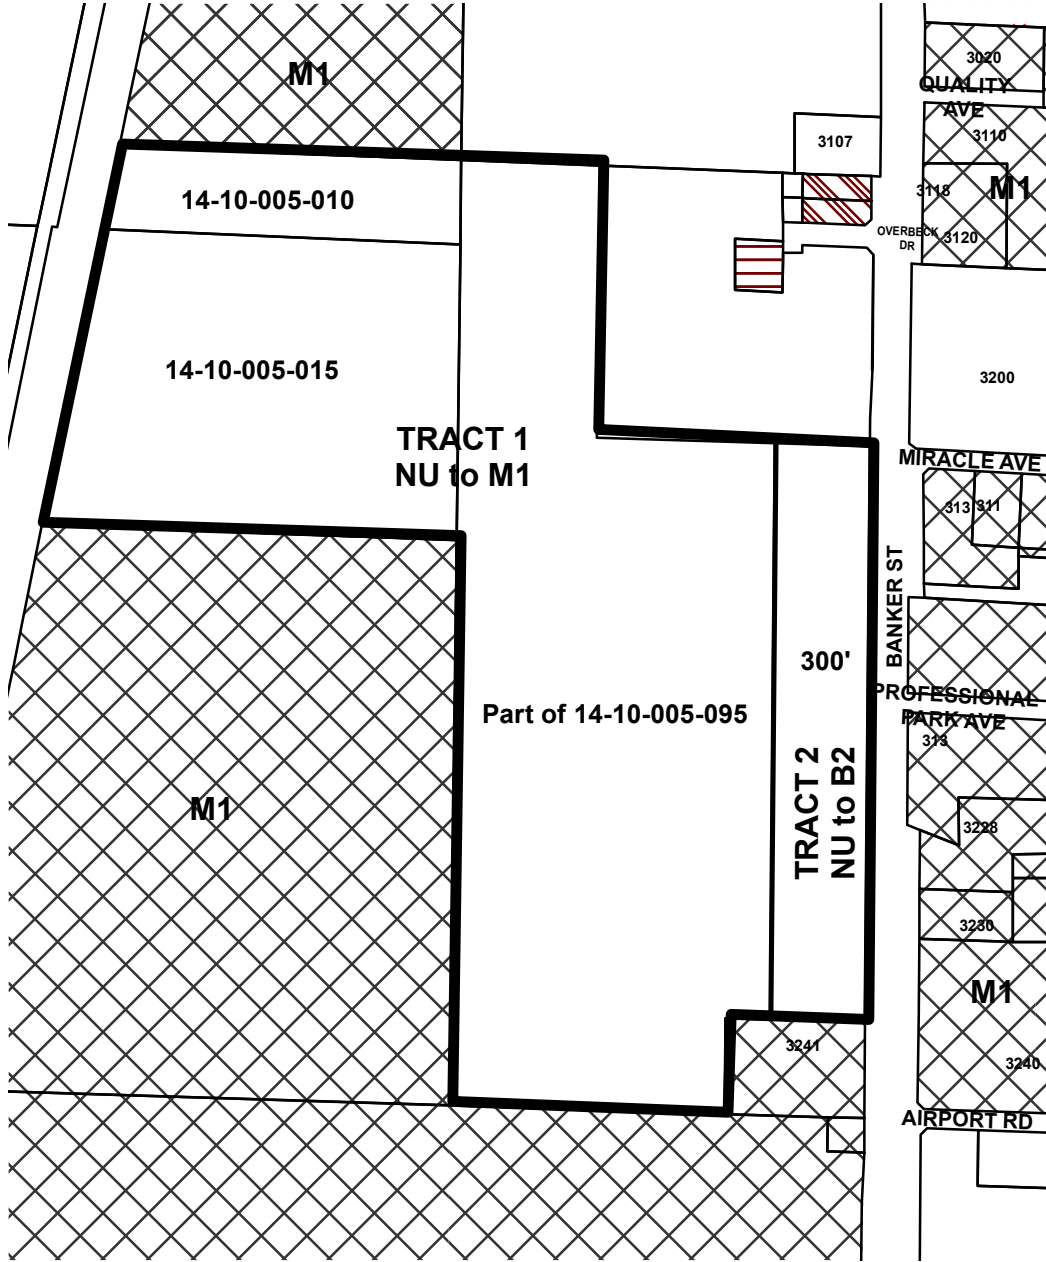 3020
M1
QUALITY
AVE
3110
3107
3118
M1
14-10-005-010
OVERBECK
DR
3120
14-10-005-015
3200
TRACT 1
NU to M1
MIRACLE AVE
313
311
BANKER ST
300'
PROFESSIONAL
PARK AVE
Part of 14-10-005-095
313
TRACT 2
NU to B2
M1
3228
3230
M1
3241
3240
AIRPORT RD